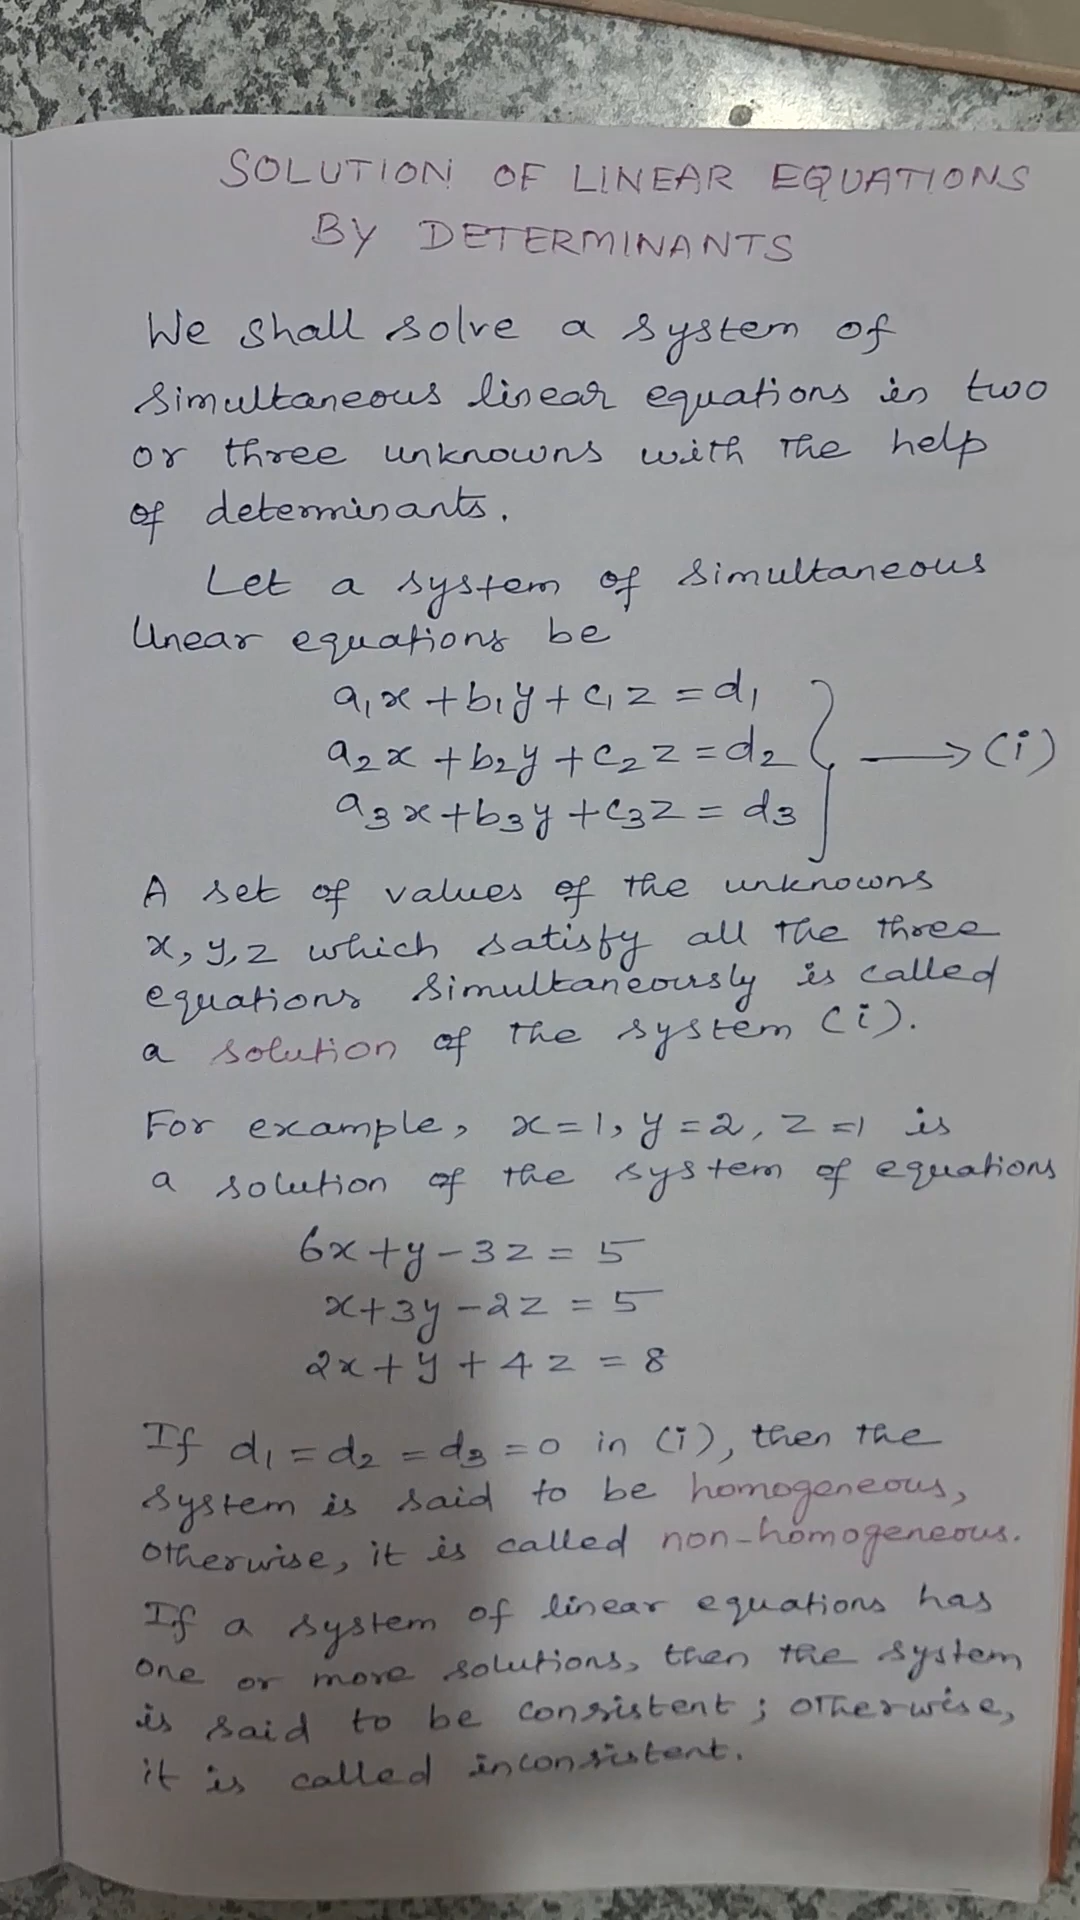 SOLUTION OF LINEAR EQUATIONS
BY DETERMINANTS
We shall solve a system of
simultaneous linear equations in two
or three unknowns with the help
of determinants.
Let a system of simultaneous
linear equations be
a₁x + b₁y + c₁z = d₁
a₂x + b₂y + c₂z = d₂ } ⟶ (i)
a₃x + b₃y + c₃z = d₃
A set of values of the unknowns
x, y, z which satisfy all the three
equations simultaneously is called
a solution of the system (i).
For example, x=1, y=2, z=1 is
a solution of the system of equations
6x+y-3z = 5
x+3y-2z = 5
2x+y+4z = 8
If d₁ = d₂ = d₃ = 0 in (i), then the
system is said to be homogeneous,
otherwise, it is called non-homogeneous.
If a system of linear equations has
one or more solutions, then the system
is said to be consistent; otherwise,
it is called inconsistent.